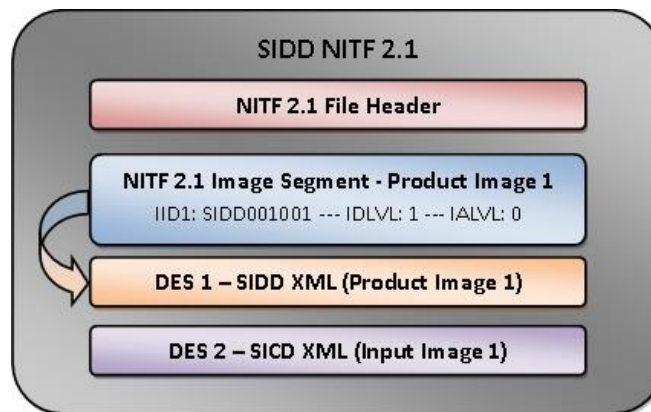 SIDD NITF 2.1
NITF 2.1 File Header
NITF 2.1 Image Segment - Product Image 1
IID1: SIDD001001 --- IDLVL: 1 --- IALVL: 0
DES 1 – SIDD XML (Product Image 1)
DES 2 – SICD XML (Input Image 1)